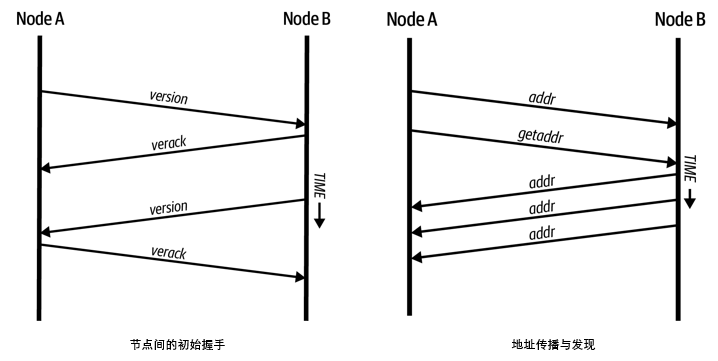 Node A
Node B
version
verack
TIME
version
verack
节点间的初始握手
Node A
Node B
addr
getaddr
TIME
addr
addr
addr
地址传播与发现